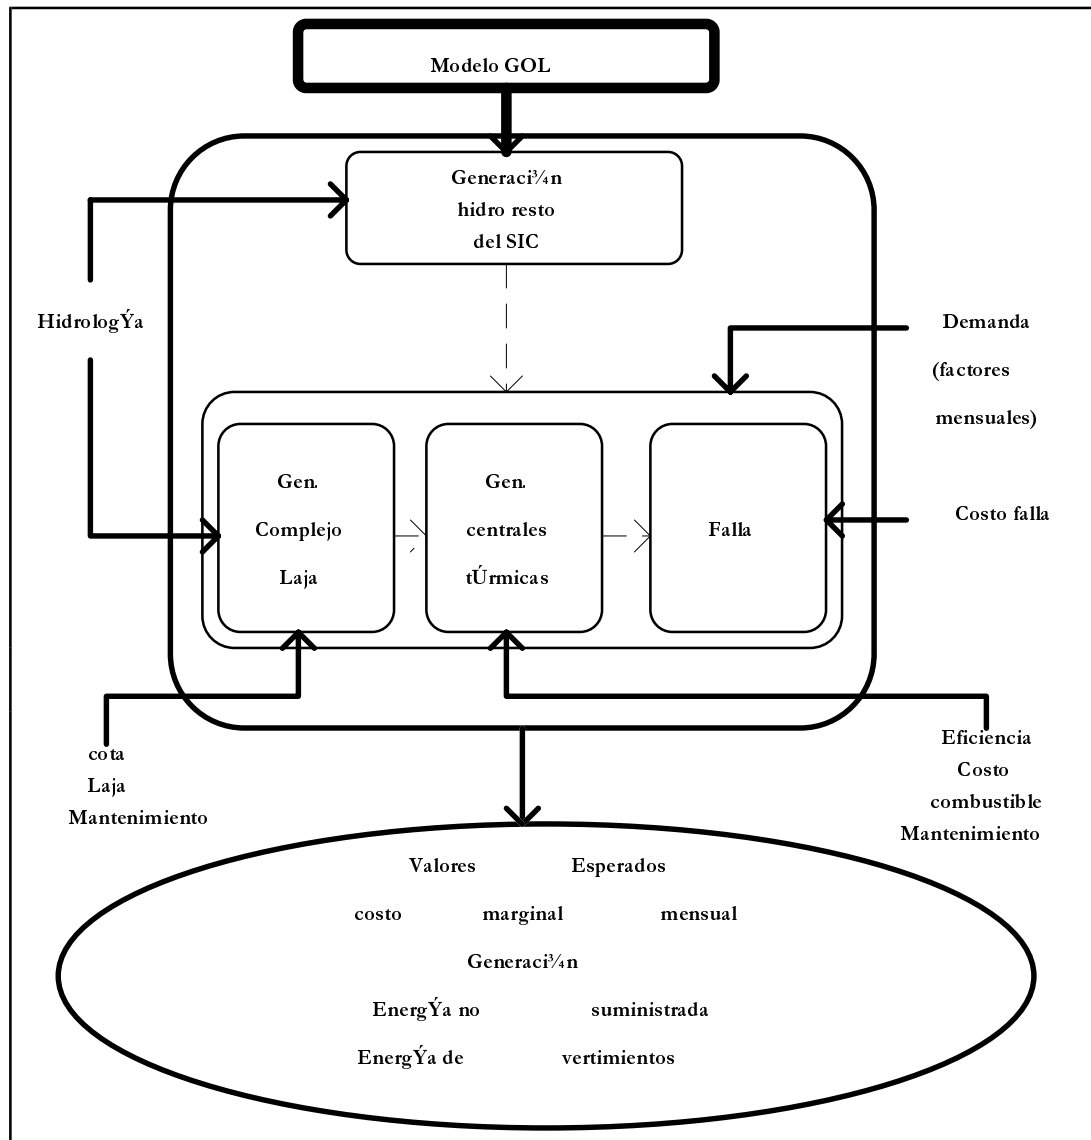 Modelo GOL
Generaci¾n
hidro resto
del SIC
HidrologÝa
Demanda
(factores
mensuales)
Gen.
Complejo
Laja
Gen.
centrales
tÚrmicas
Falla
Costo falla
cota
Laja
Mantenimiento
Eficiencia
Costo
combustible
Mantenimiento
Valores Esperados
costo marginal mensual
Generaci¾n
EnergÝa no suministrada
EnergÝa de vertimientos